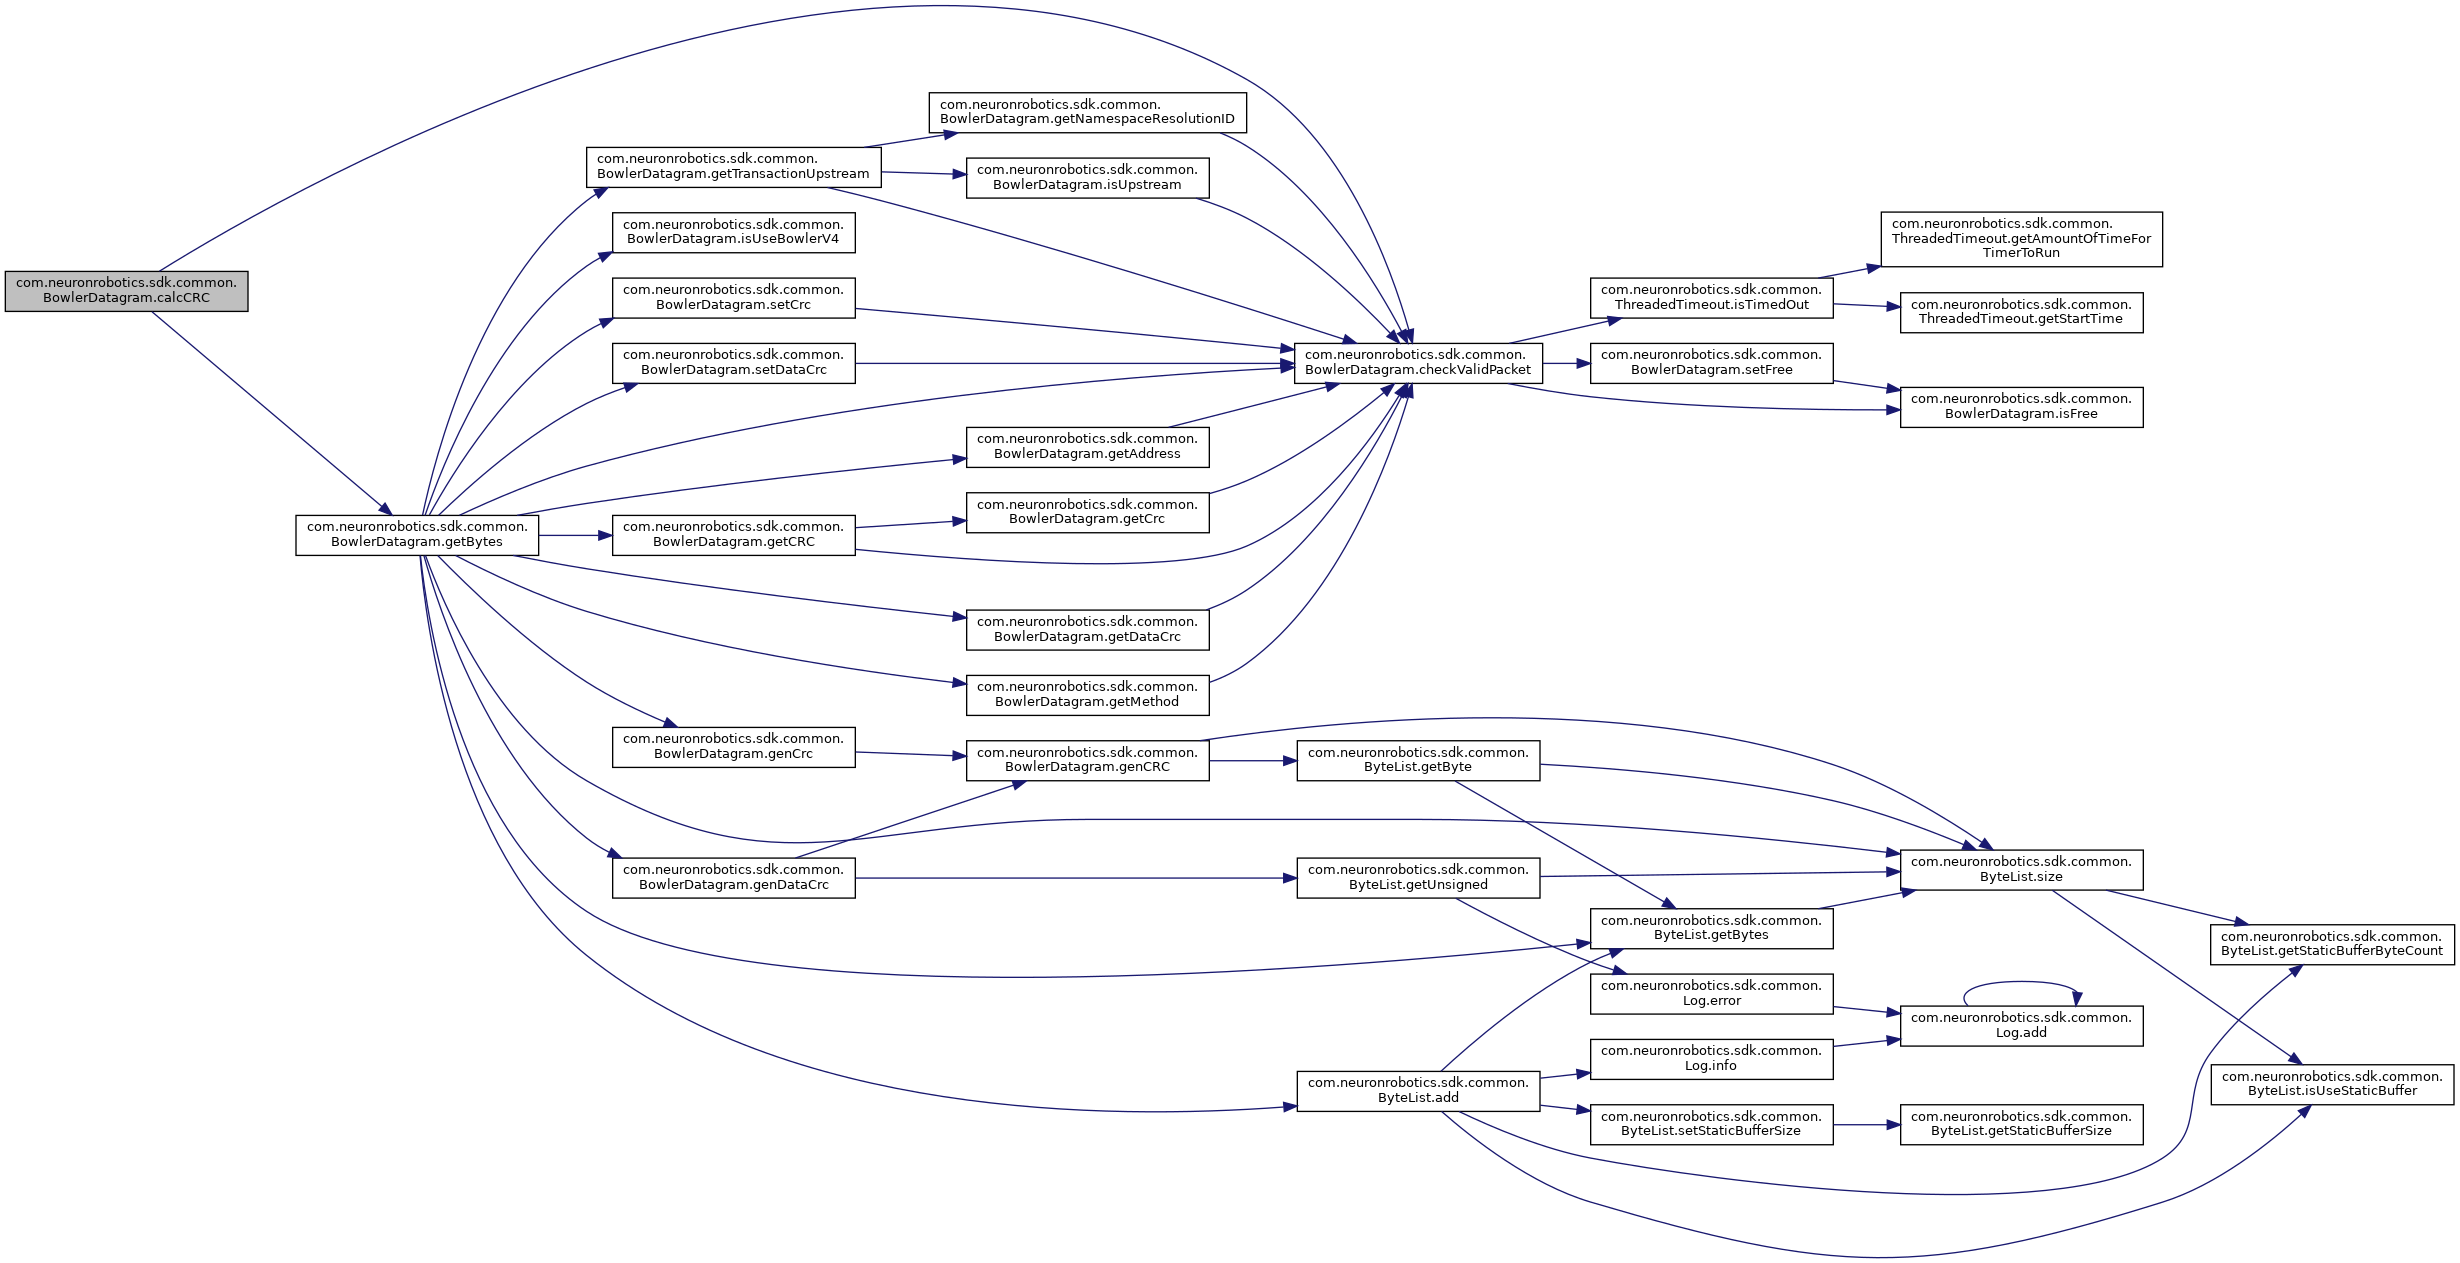 com.neuronrobotics.sdk.common.
BowlerDatagram.calcCRC
com.neuronrobotics.sdk.common.
BowlerDatagram.getBytes
com.neuronrobotics.sdk.common.
BowlerDatagram.getTransactionUpstream
com.neuronrobotics.sdk.common.
BowlerDatagram.isUseBowlerV4
com.neuronrobotics.sdk.common.
BowlerDatagram.setCrc
com.neuronrobotics.sdk.common.
BowlerDatagram.setDataCrc
com.neuronrobotics.sdk.common.
BowlerDatagram.getCRC
com.neuronrobotics.sdk.common.
BowlerDatagram.genCrc
com.neuronrobotics.sdk.common.
BowlerDatagram.genDataCrc
com.neuronrobotics.sdk.common.
BowlerDatagram.getNamespaceResolutionID
com.neuronrobotics.sdk.common.
BowlerDatagram.isUpstream
com.neuronrobotics.sdk.common.
BowlerDatagram.getAddress
com.neuronrobotics.sdk.common.
BowlerDatagram.getCrc
com.neuronrobotics.sdk.common.
BowlerDatagram.getDataCrc
com.neuronrobotics.sdk.common.
BowlerDatagram.getMethod
com.neuronrobotics.sdk.common.
BowlerDatagram.genCRC
com.neuronrobotics.sdk.common.
BowlerDatagram.checkValidPacket
com.neuronrobotics.sdk.common.
ByteList.getByte
com.neuronrobotics.sdk.common.
ByteList.getUnsigned
com.neuronrobotics.sdk.common.
ByteList.add
com.neuronrobotics.sdk.common.
ThreadedTimeout.isTimedOut
com.neuronrobotics.sdk.common.
BowlerDatagram.setFree
com.neuronrobotics.sdk.common.
ByteList.getBytes
com.neuronrobotics.sdk.common.
Log.error
com.neuronrobotics.sdk.common.
Log.info
com.neuronrobotics.sdk.common.
ByteList.setStaticBufferSize
com.neuronrobotics.sdk.common.
ThreadedTimeout.getAmountOfTimeFor
TimerToRun
com.neuronrobotics.sdk.common.
ThreadedTimeout.getStartTime
com.neuronrobotics.sdk.common.
BowlerDatagram.isFree
com.neuronrobotics.sdk.common.
ByteList.size
com.neuronrobotics.sdk.common.
Log.add
com.neuronrobotics.sdk.common.
ByteList.getStaticBufferSize
com.neuronrobotics.sdk.common.
ByteList.getStaticBufferByteCount
com.neuronrobotics.sdk.common.
ByteList.isUseStaticBuffer